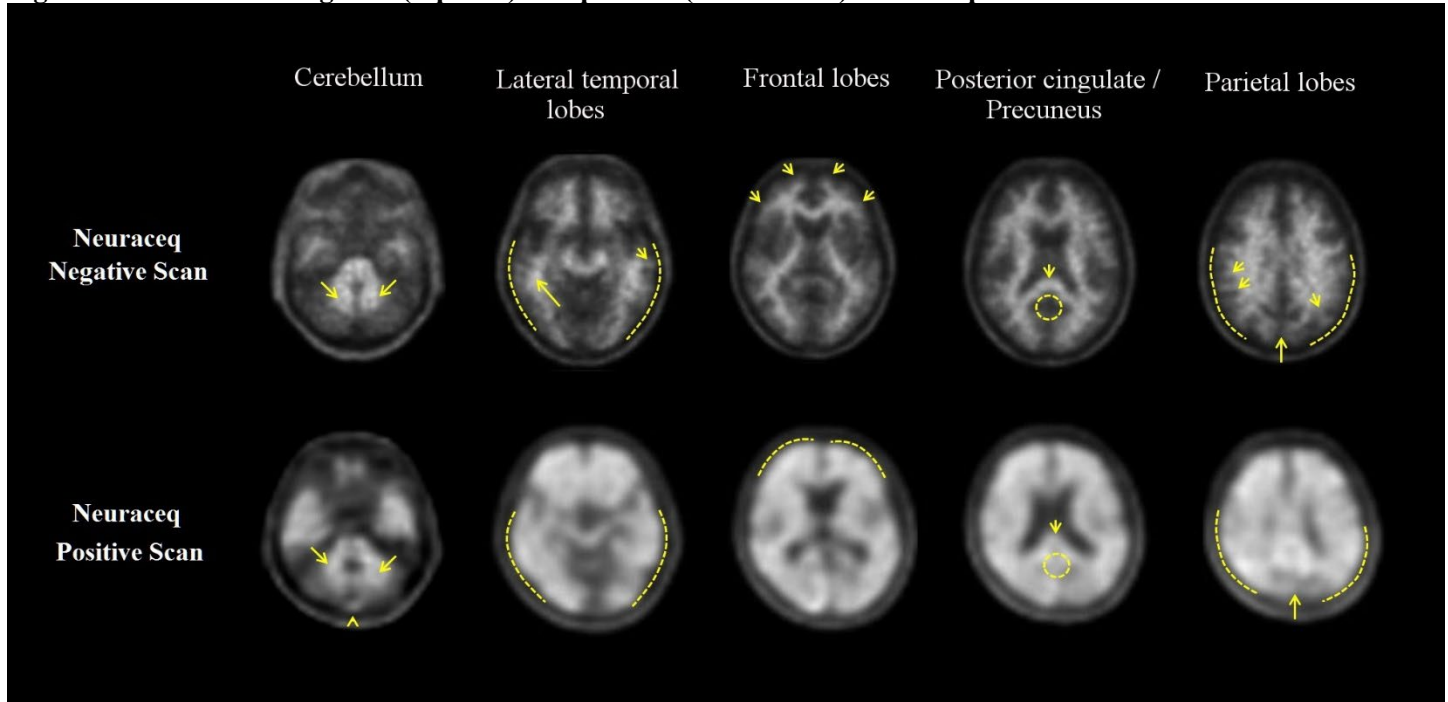 Cerebellum
Lateral temporal
lobes
Frontal lobes
Posterior cingulate /
Precuneus
Parietal lobes
Neuraceq
Negative Scan
Neuraceq
Positive Scan